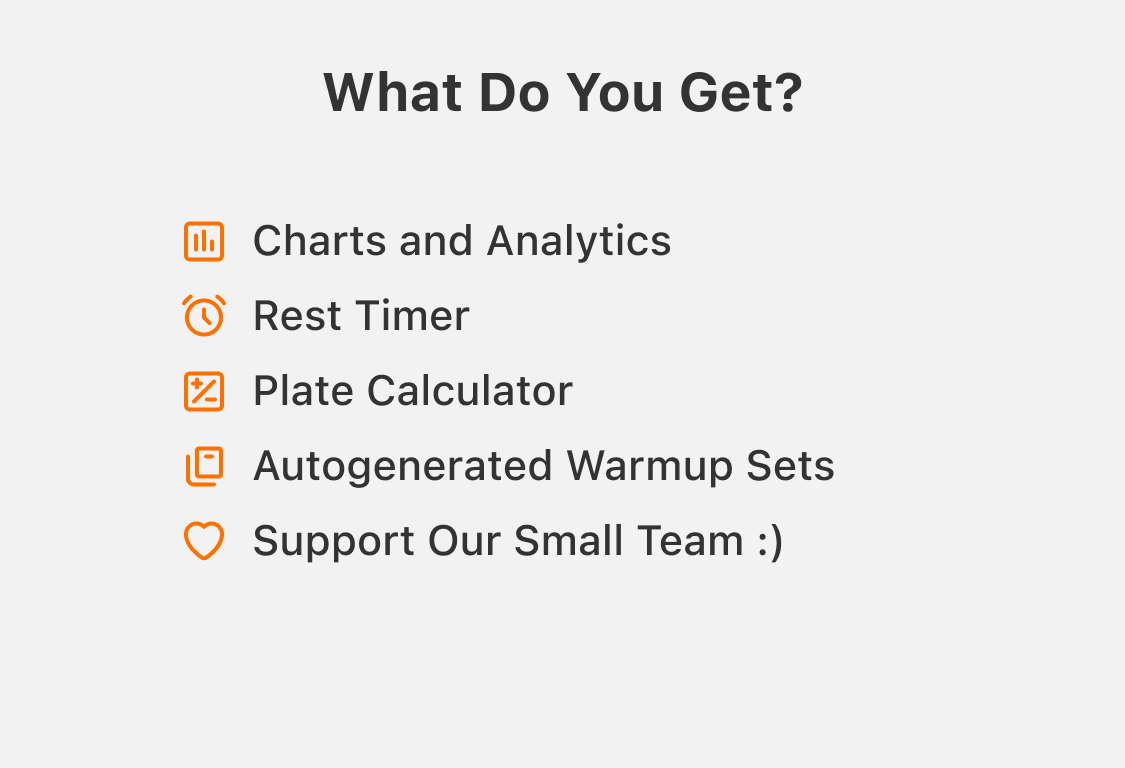 What Do You Get?
Charts and Analytics
Rest Timer
Plate Calculator
Autogenerated Warmup Sets
Support Our Small Team :)